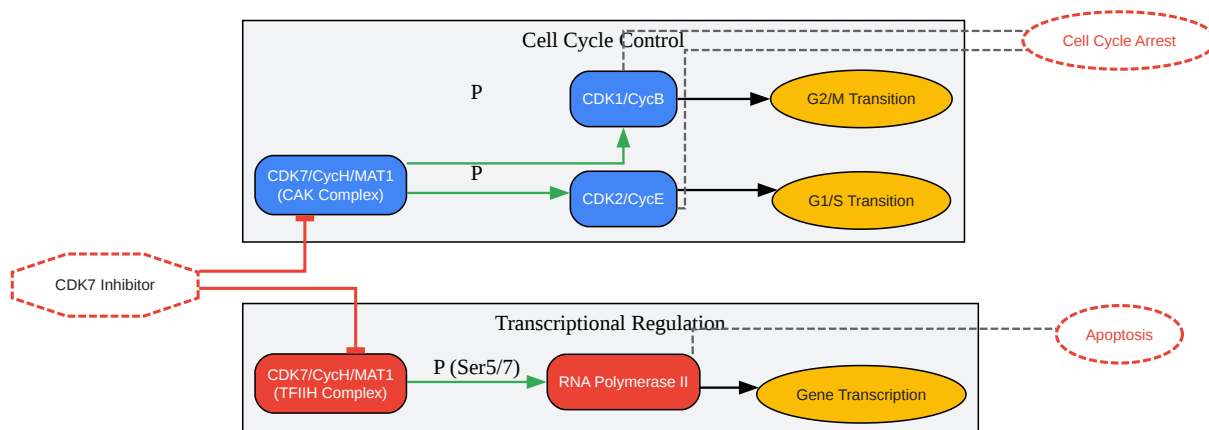 Cell Cycle Control
Cell Cycle Arrest
P
CDK1/CycB
G2/M Transition
CDK7/CycH/MAT1
(CAK Complex)
P
CDK2/CycE
G1/S Transition
CDK7 Inhibitor
Transcriptional Regulation
Apoptosis
CDK7/CycH/MAT1
(TFIIH Complex)
P (Ser5/7)
RNA Polymerase II
Gene Transcription